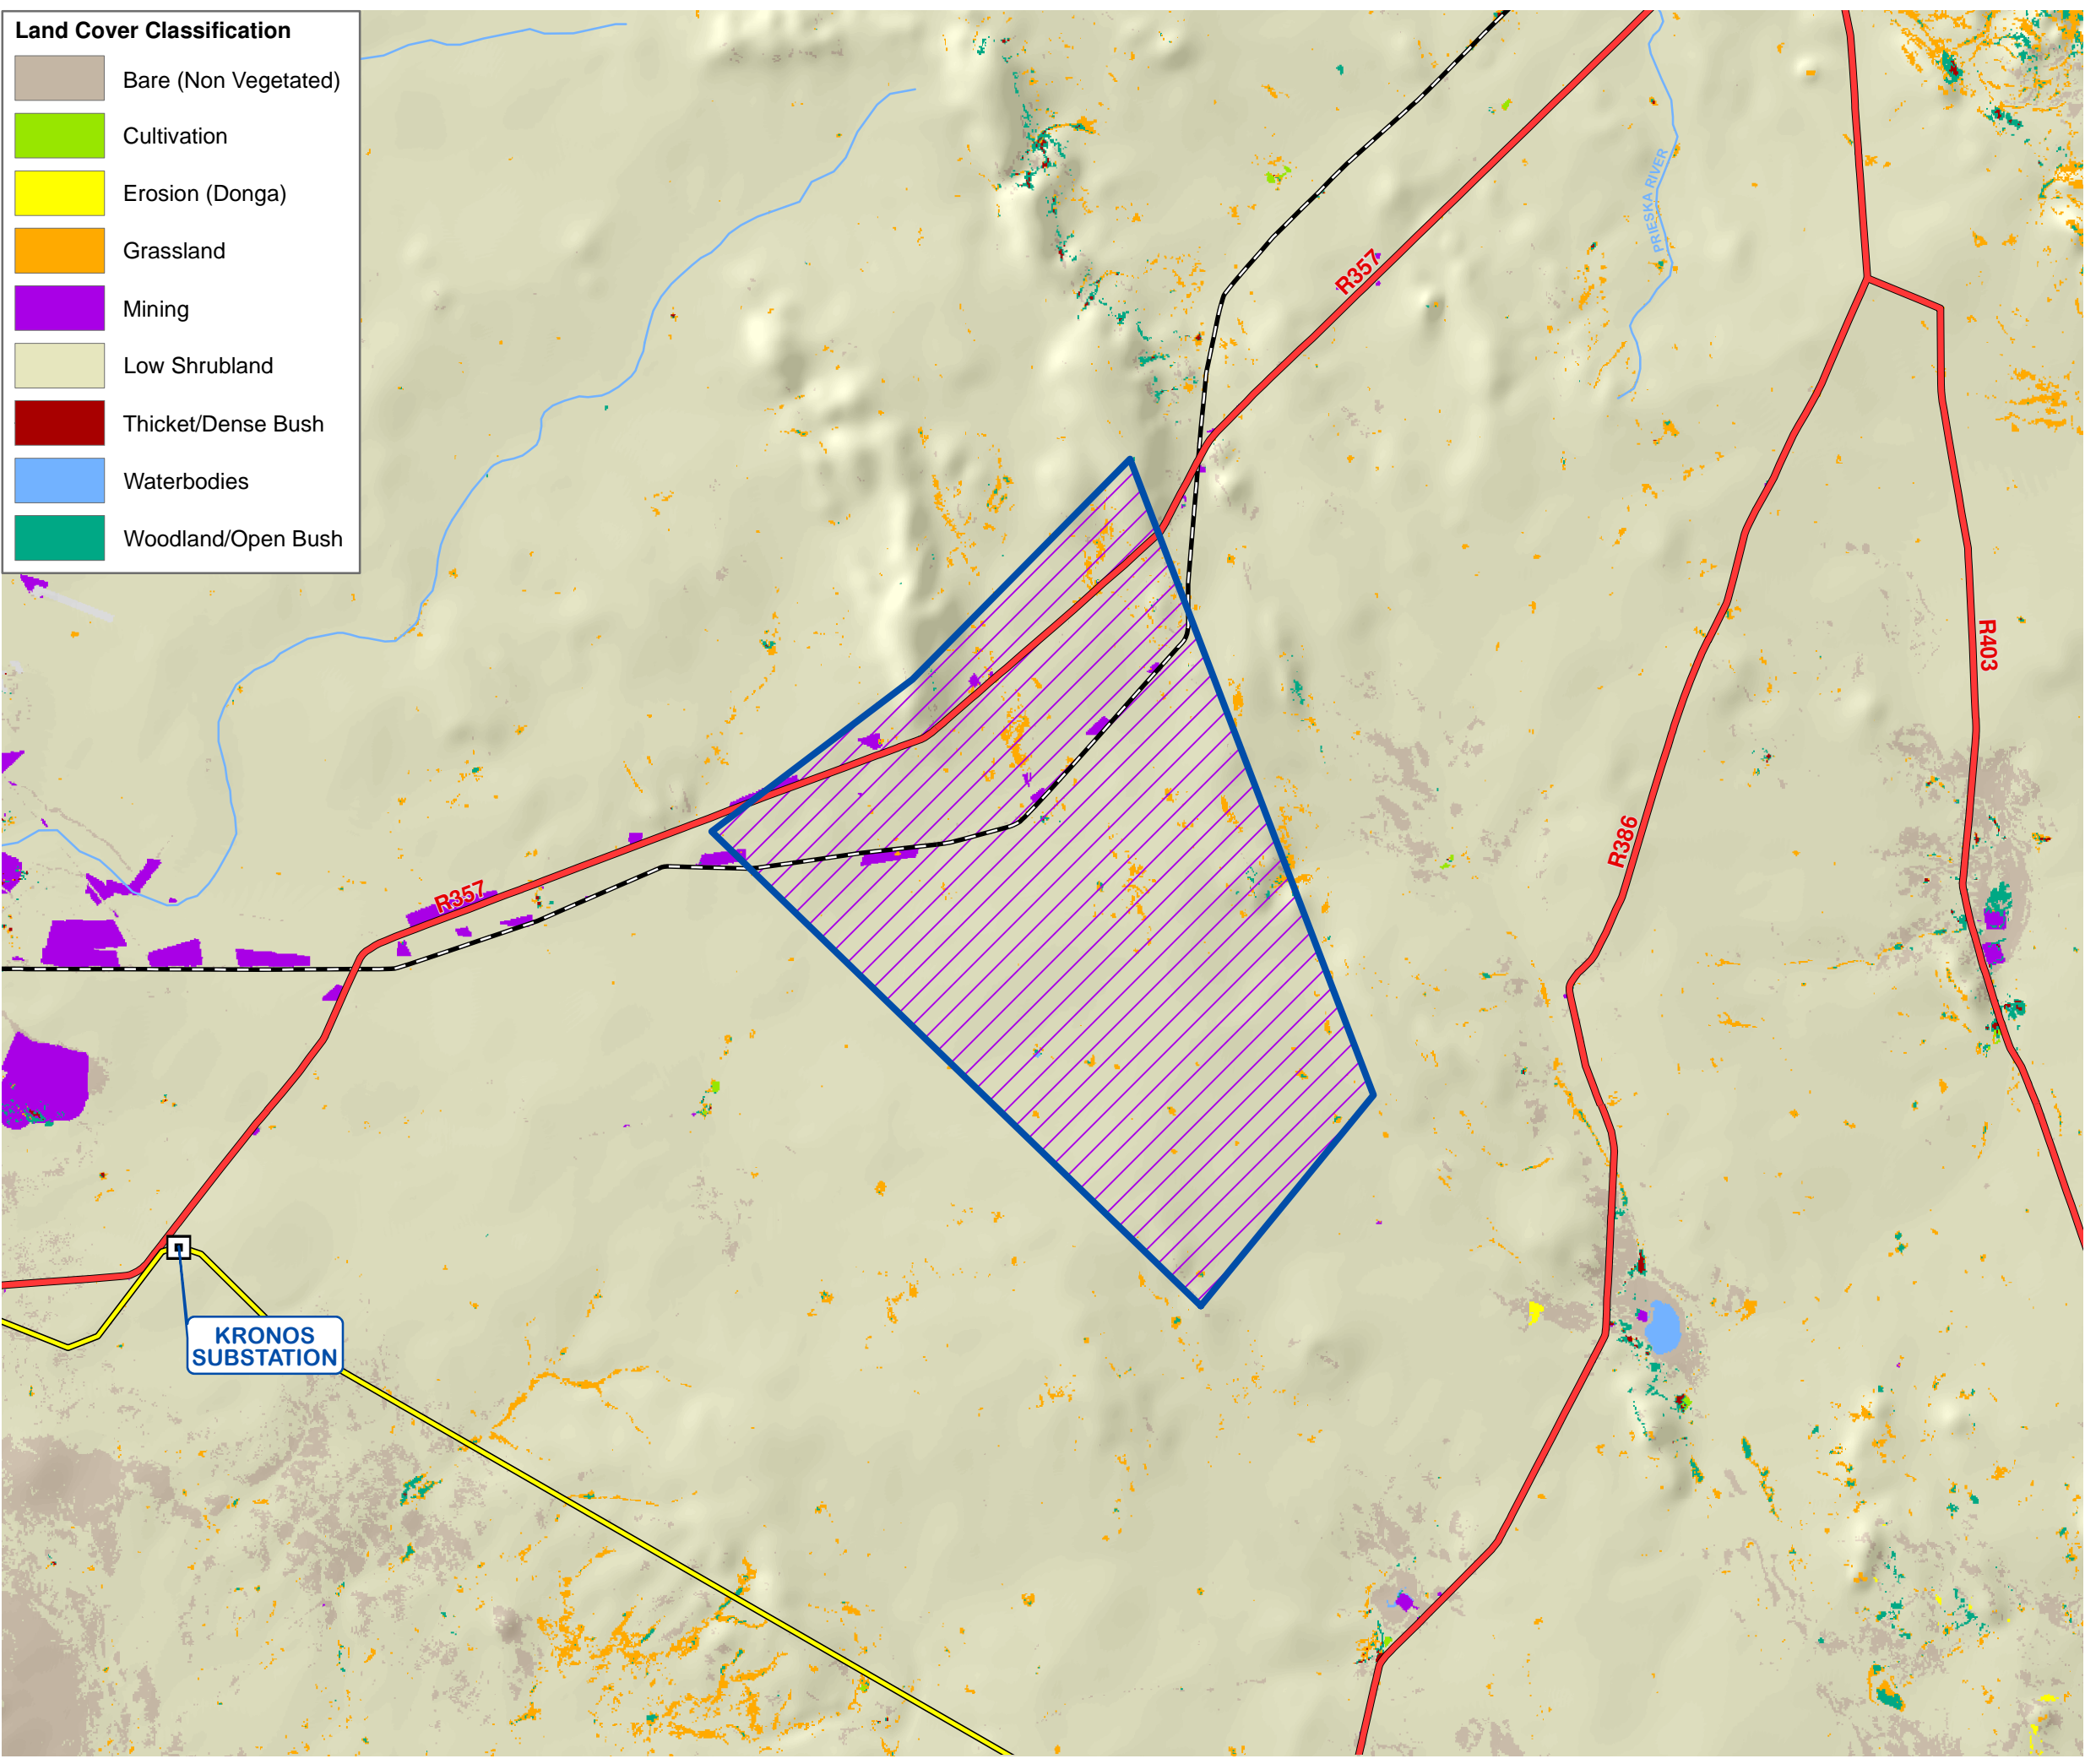 Land Cover Classification
Bare (Non Vegetated)
Cultivation
Erosion (Donga)
Grassland
Mining
Low Shrubland
Thicket/Dense Bush
Waterbodies
Woodland/Open Bush
PRIESKA RIVER
R357
R403
R386
R357
KRONOS
SUBSTATION